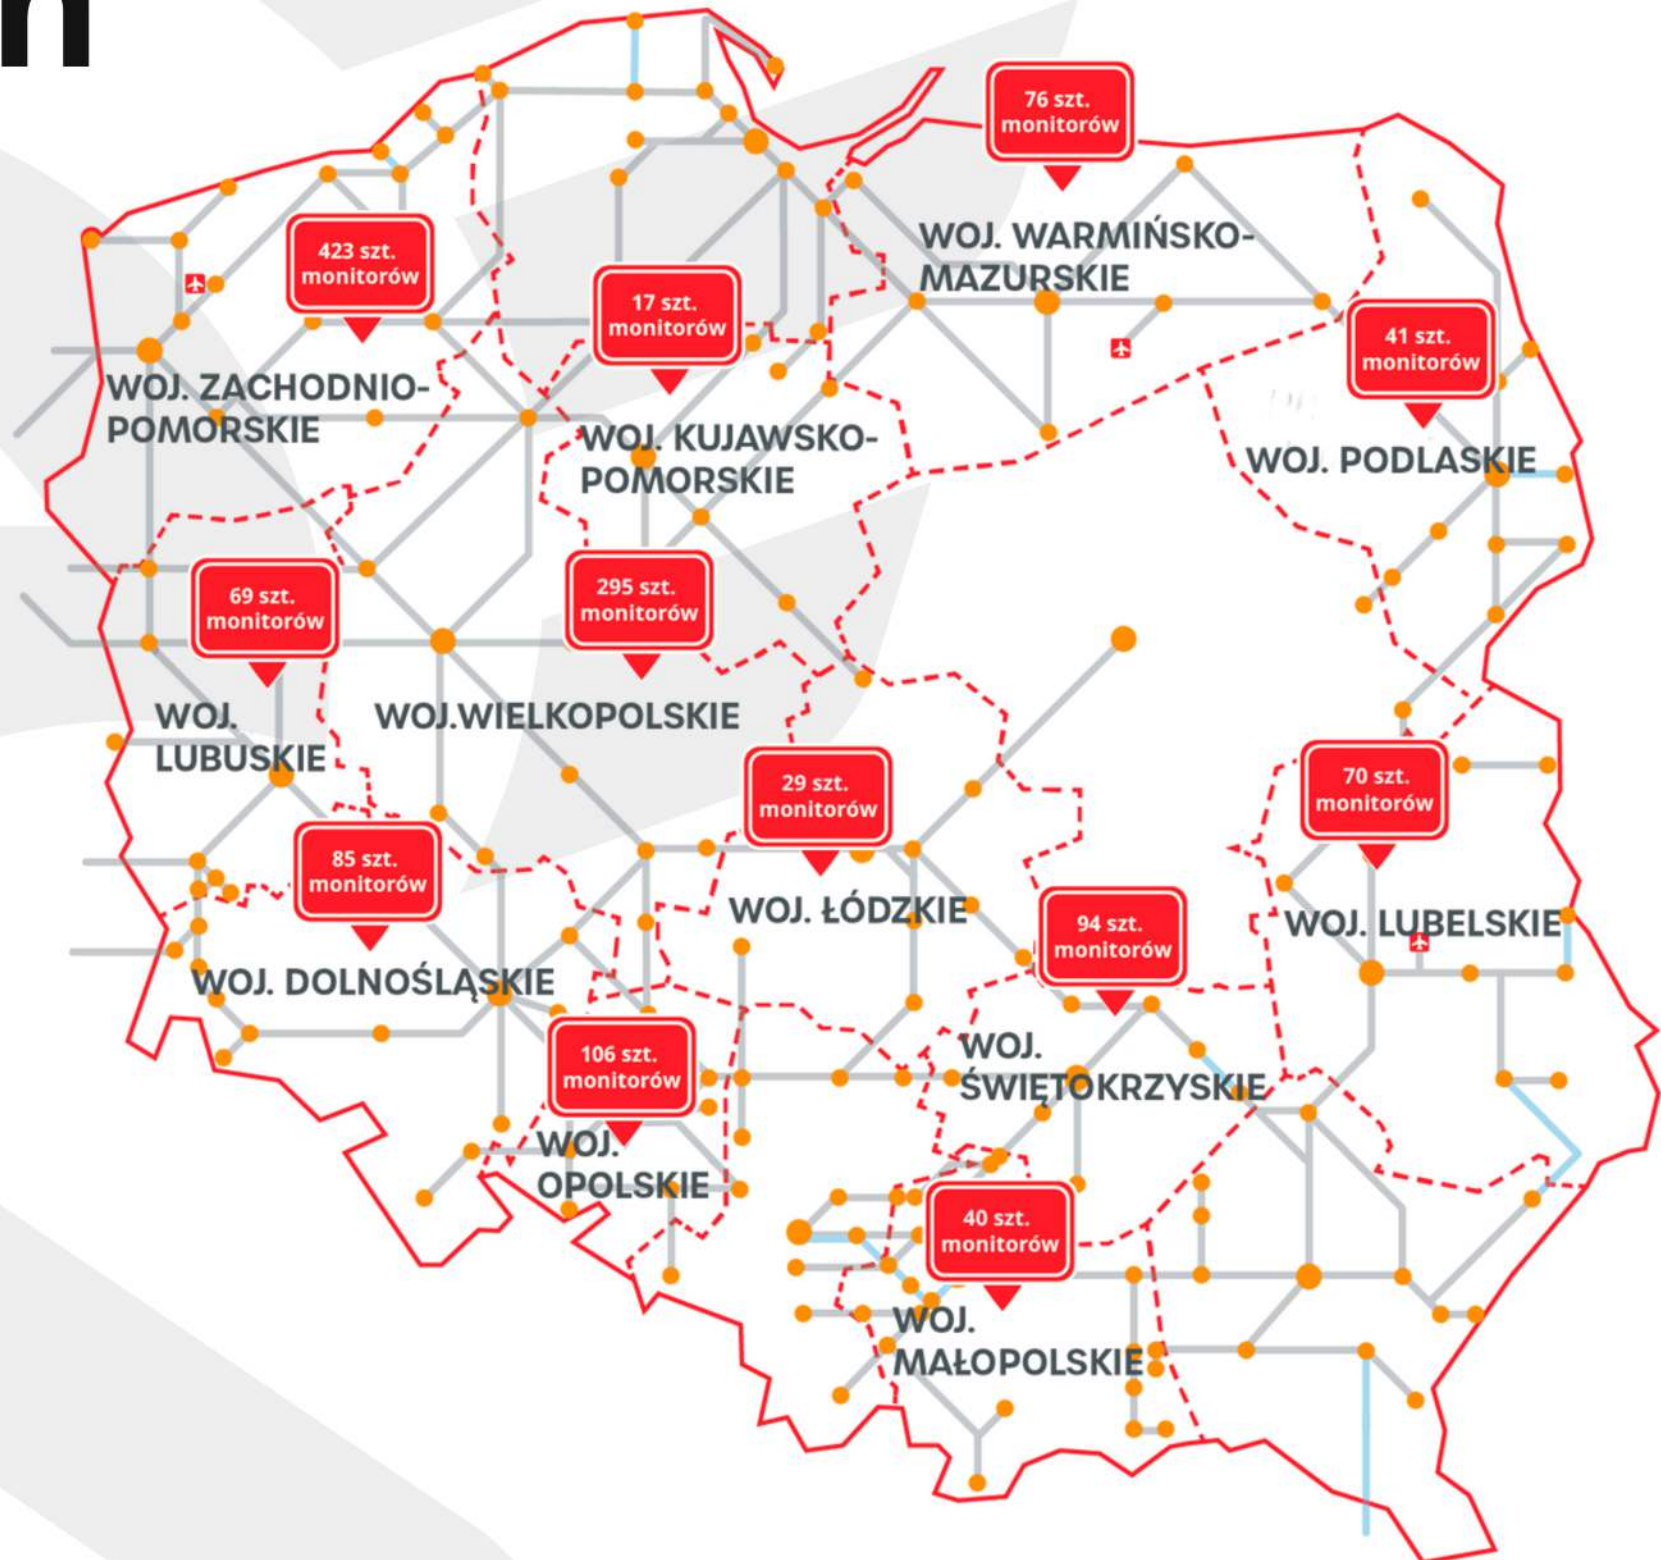 n
76 szt.
monitorów
WOJ. WARMIŃSKO-
MAZURSKIE
423 szt.
monitorów
WOJ. ZACHODNIO-
POMORSKIE
17 szt.
monitorów
WOJ. KUJAWSKO-
POMORSKIE
41 szt.
monitorów
WOJ. PODLASKIE
69 szt.
monitorów
WOJ.
LUBUSKIE
295 szt.
monitorów
WOJ.WIELKOPOLSKIE
29 szt.
monitorów
WOJ. ŁÓDZKIE
70 szt.
monitorów
WOJ. LUBELSKIE
85 szt.
monitorów
WOJ. DOLNOŚLĄSKIE
94 szt.
monitorów
WOJ.
ŚWIĘTOKRZYSKIE
106 szt.
monitorów
WOJ.
OPOLSKIE
40 szt.
monitorów
WOJ.
MAŁOPOLSKIE